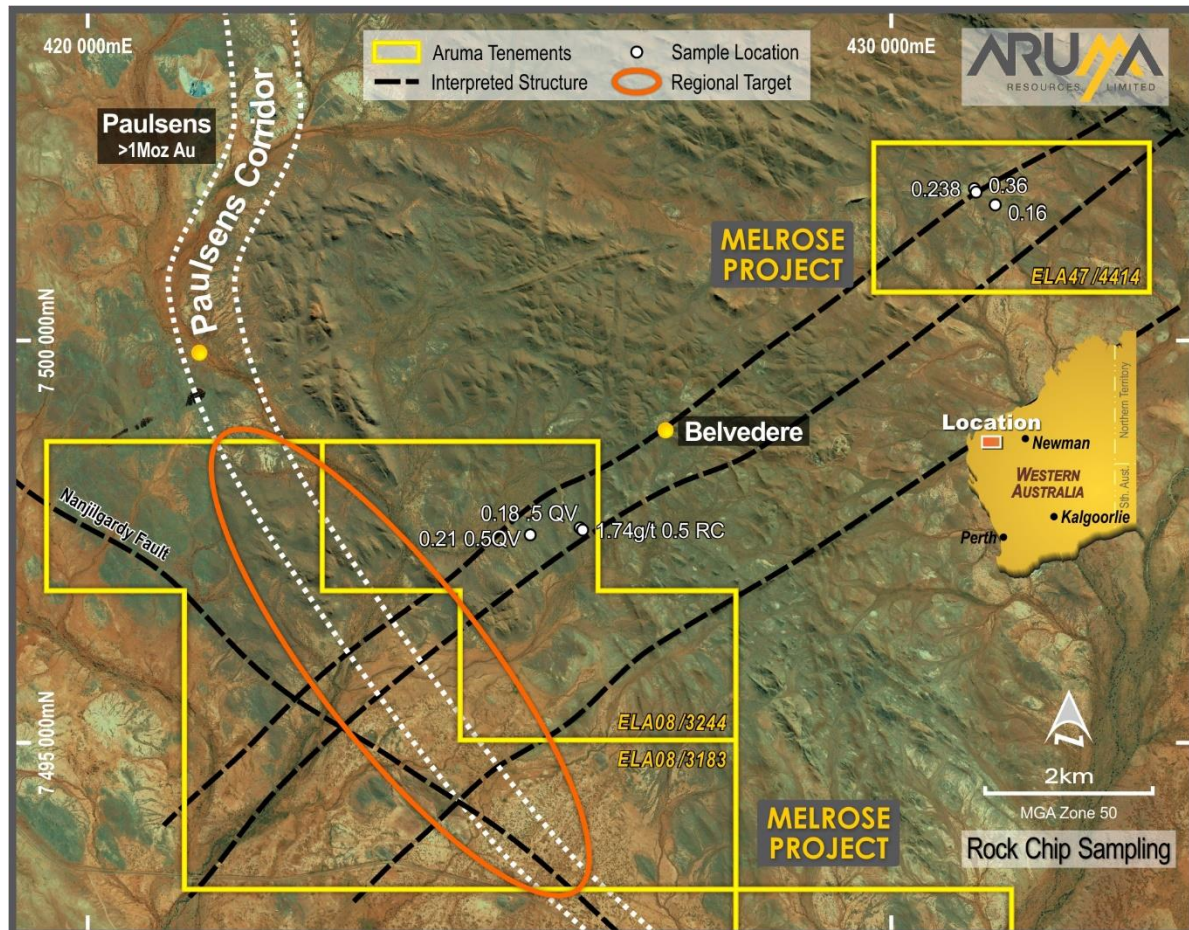 420 000mE
430 000mE
Aruma Tenements
Sample Location
Interpreted Structure
Regional Target
ARUMA
RESOURCES LIMITED
Paulsens
>1Moz Au
Paulsens Corridor
0.238
0.36
0.16
MELROSE
PROJECT
ELA47/4414
7 500 000mN
Belvedere
Location
Newman
WESTERN
AUSTRALIA
Kalgoorlie
Perth
Northern Territory
Sth. Aust.
Nanjilgardy Fault
0.18 .5 QV
0.21 0.5QV
1.74g/t 0.5 RC
ELA08/3244
ELA08/3183
7 495 000mN
N
2km
MGA Zone 50
MELROSE
PROJECT
Rock Chip Sampling